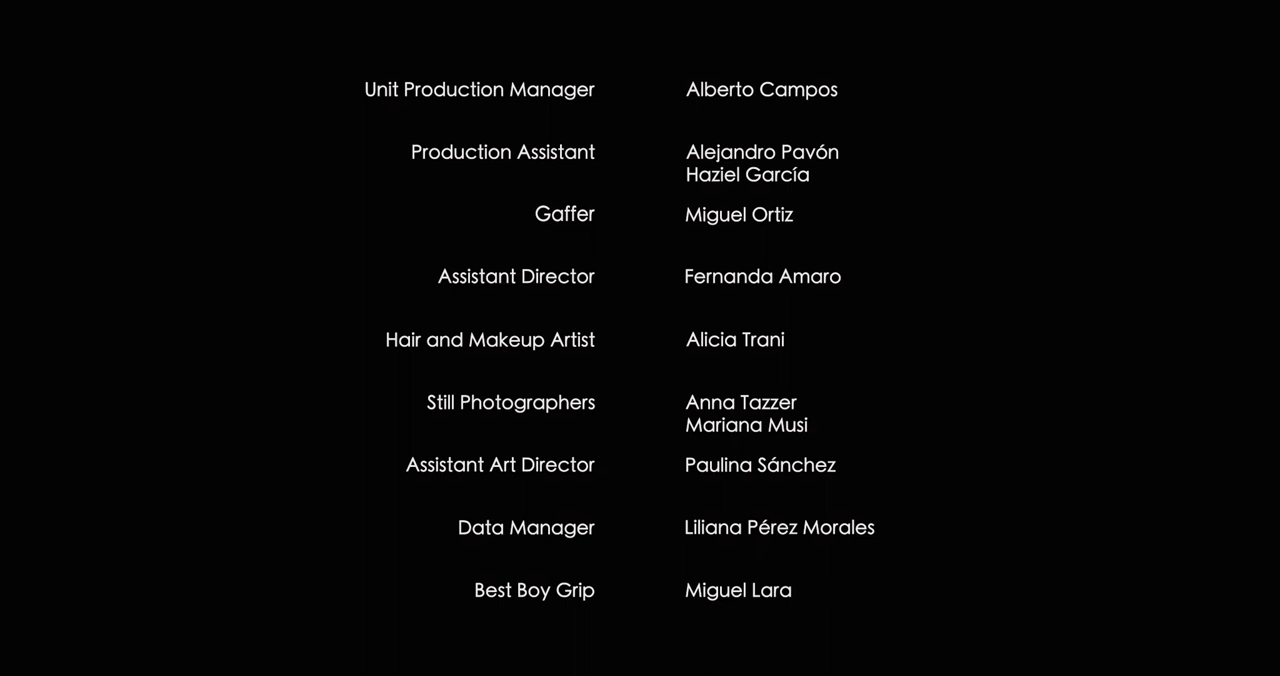 Unit Production Manager Alberto Campos
Production Assistant Alejandro Pavón
Haziel García
Gaffer Miguel Ortiz
Assistant Director Fernanda Amaro
Hair and Makeup Artist Alicia Trani
Still Photographers Anna Tazzer
Mariana Musi
Assistant Art Director Paulina Sánchez
Data Manager Liliana Pérez Morales
Best Boy Grip Miguel Lara